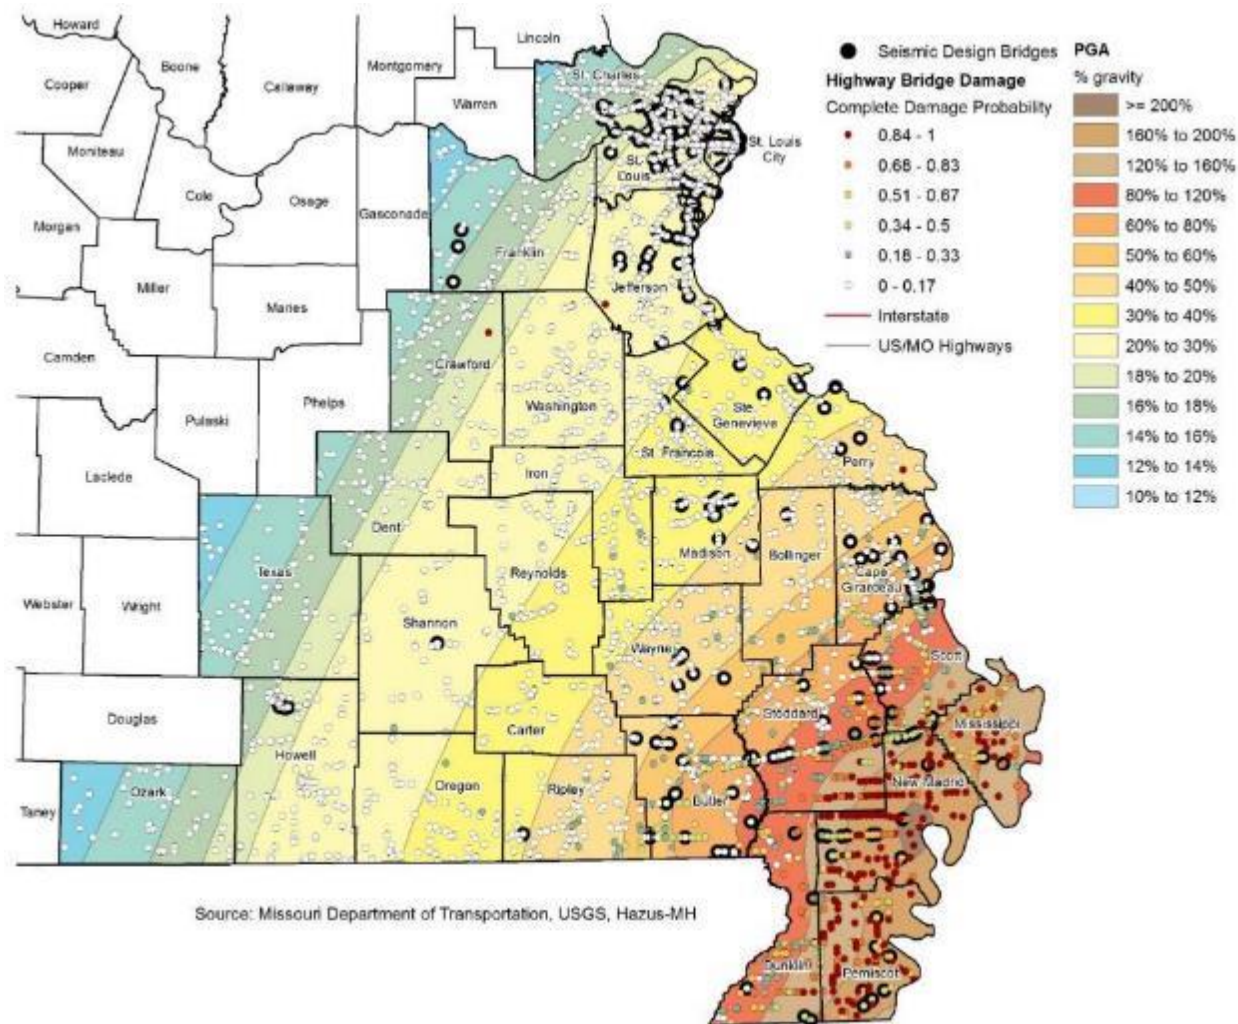 Howard
Lincoln
Cooper
Boone
Callaway
Montgomery
Warren
St. Charles
St. Louis
City
St.
Louis
Moniteau
Cole
Osage
Gasconade
Morgan
Franklin
Miller
Maries
Jefferson
Camden
Crawford
Pulaski
Phelps
Washington
Ste.
Genevieve
Laclede
St. Francois
Perry
Iron
Dent
Texas
Reynolds
Madison
Bollinger
Cape
Girardeau
Webster
Wright
Shannon
Wayne
Scott
Douglas
Stoddard
Mississippi
Carter
Howell
New Madrid
Taney
Ozark
Oregon
Ripley
Butler
Dunklin
Pemiscot
Seismic Design Bridges
Highway Bridge Damage
Complete Damage Probability
0.84 - 1
0.68 - 0.83
0.51 - 0.67
0.34 - 0.5
0.18 - 0.33
0 - 0.17
Interstate
US/MO Highways
PGA
% gravity
>= 200%
160% to 200%
120% to 160%
80% to 120%
60% to 80%
50% to 60%
40% to 50%
30% to 40%
20% to 30%
18% to 20%
16% to 18%
14% to 16%
12% to 14%
10% to 12%
Source: Missouri Department of Transportation, USGS, Hazus-MH